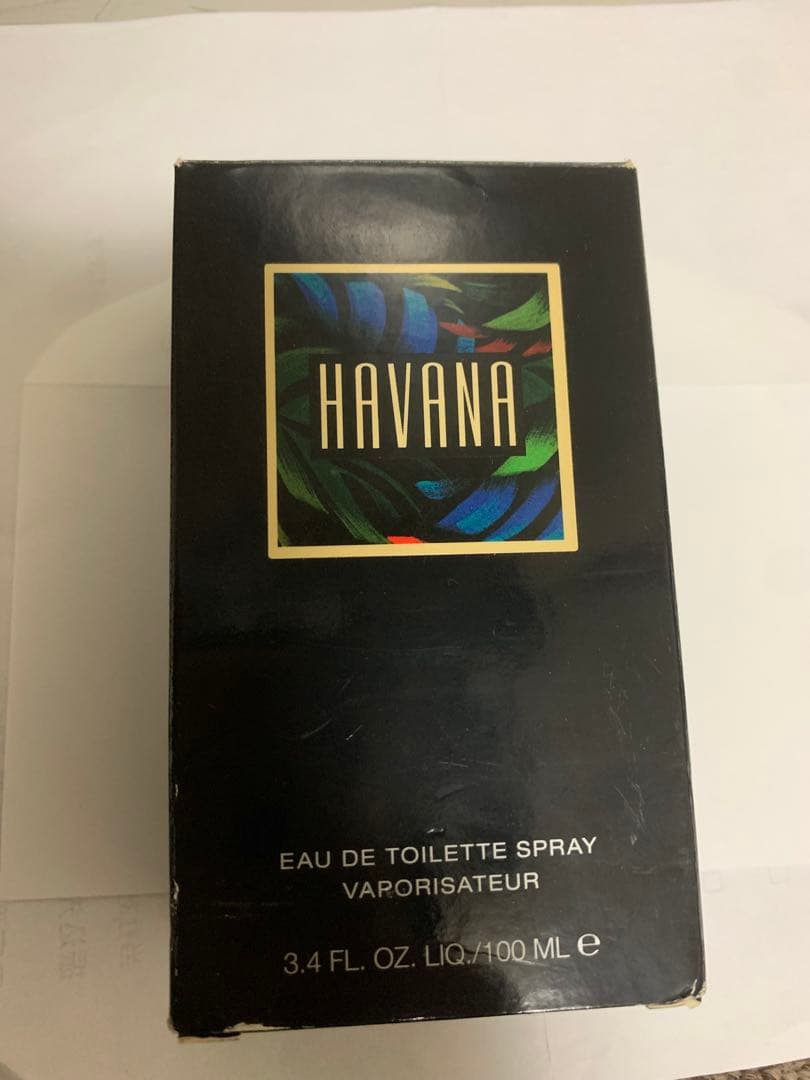 HAVANA
EAU DE TOILETTE SPRAY
VAPORISATEUR
3.4 FL. OZ. LIQ./100 ML ℮